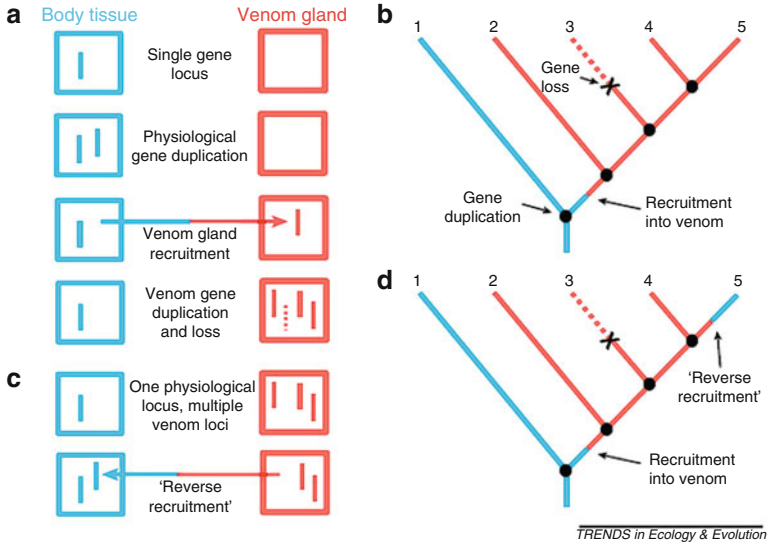 a
Body tissue
Venom gland
Single gene
locus
Physiological
gene duplication
Venom gland
recruitment
Venom gene
duplication
and loss
c
One physiological
locus, multiple
venom loci
'Reverse
recruitment'
b
1 2 3 4 5
Gene
loss
Gene
duplication
Recruitment
into venom
d
1 2 3 4 5
'Reverse
recruitment'
Recruitment
into venom
TRENDS in Ecology & Evolution